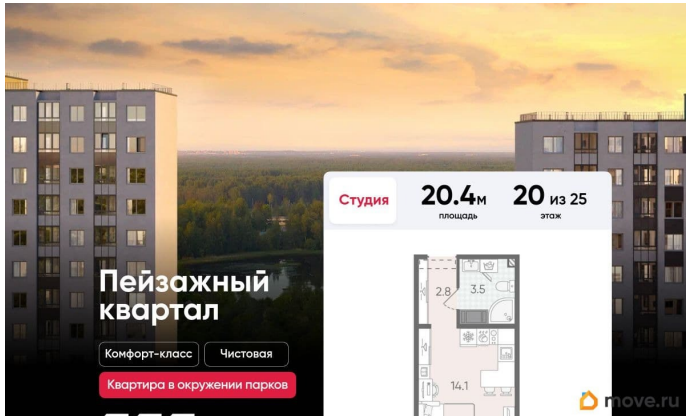 Студия
20.4м
площадь
20 из 25
этаж
2.8
3.5
14.1
Пейзажный
квартал
Комфорт-класс
Чистовая
Квартира в окружении парков
move.ru